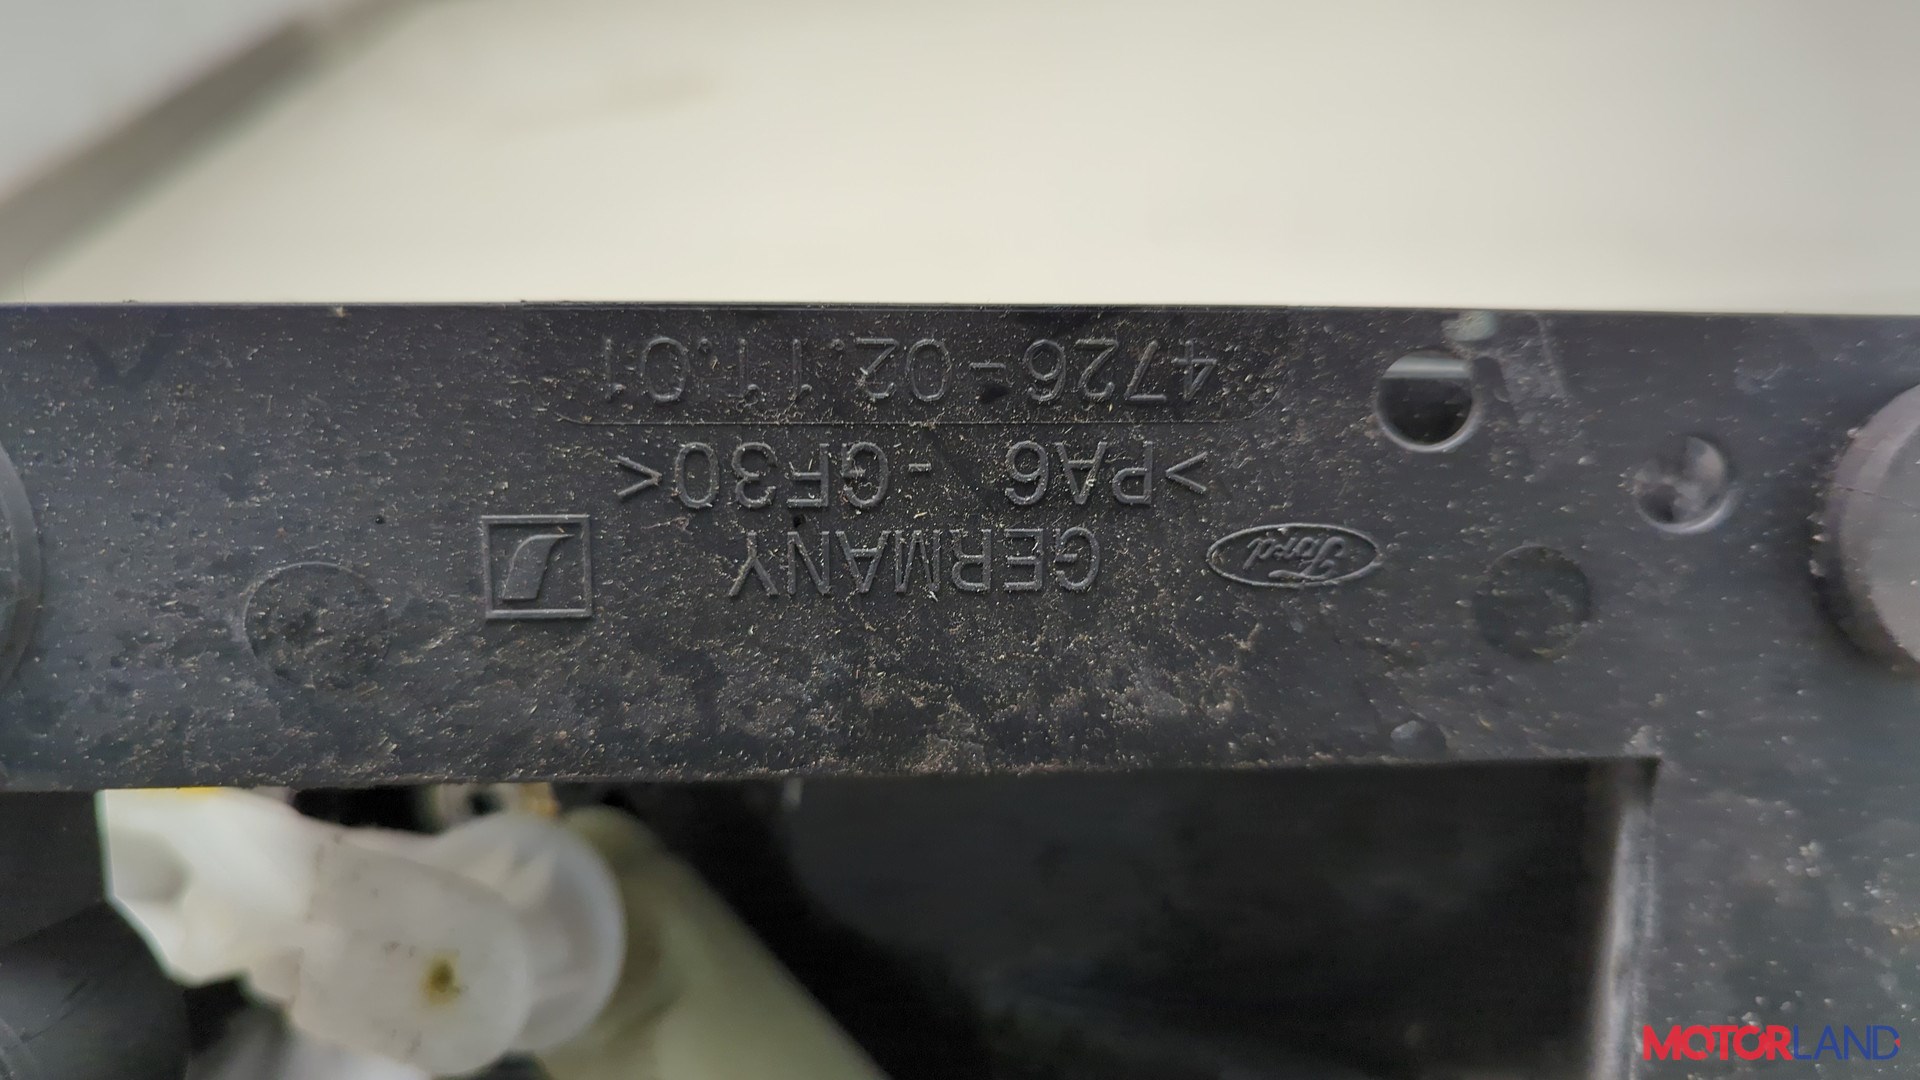 Ford GERMANY
>PA6 -GF30<
4726-02.11.01
MOTORLAND